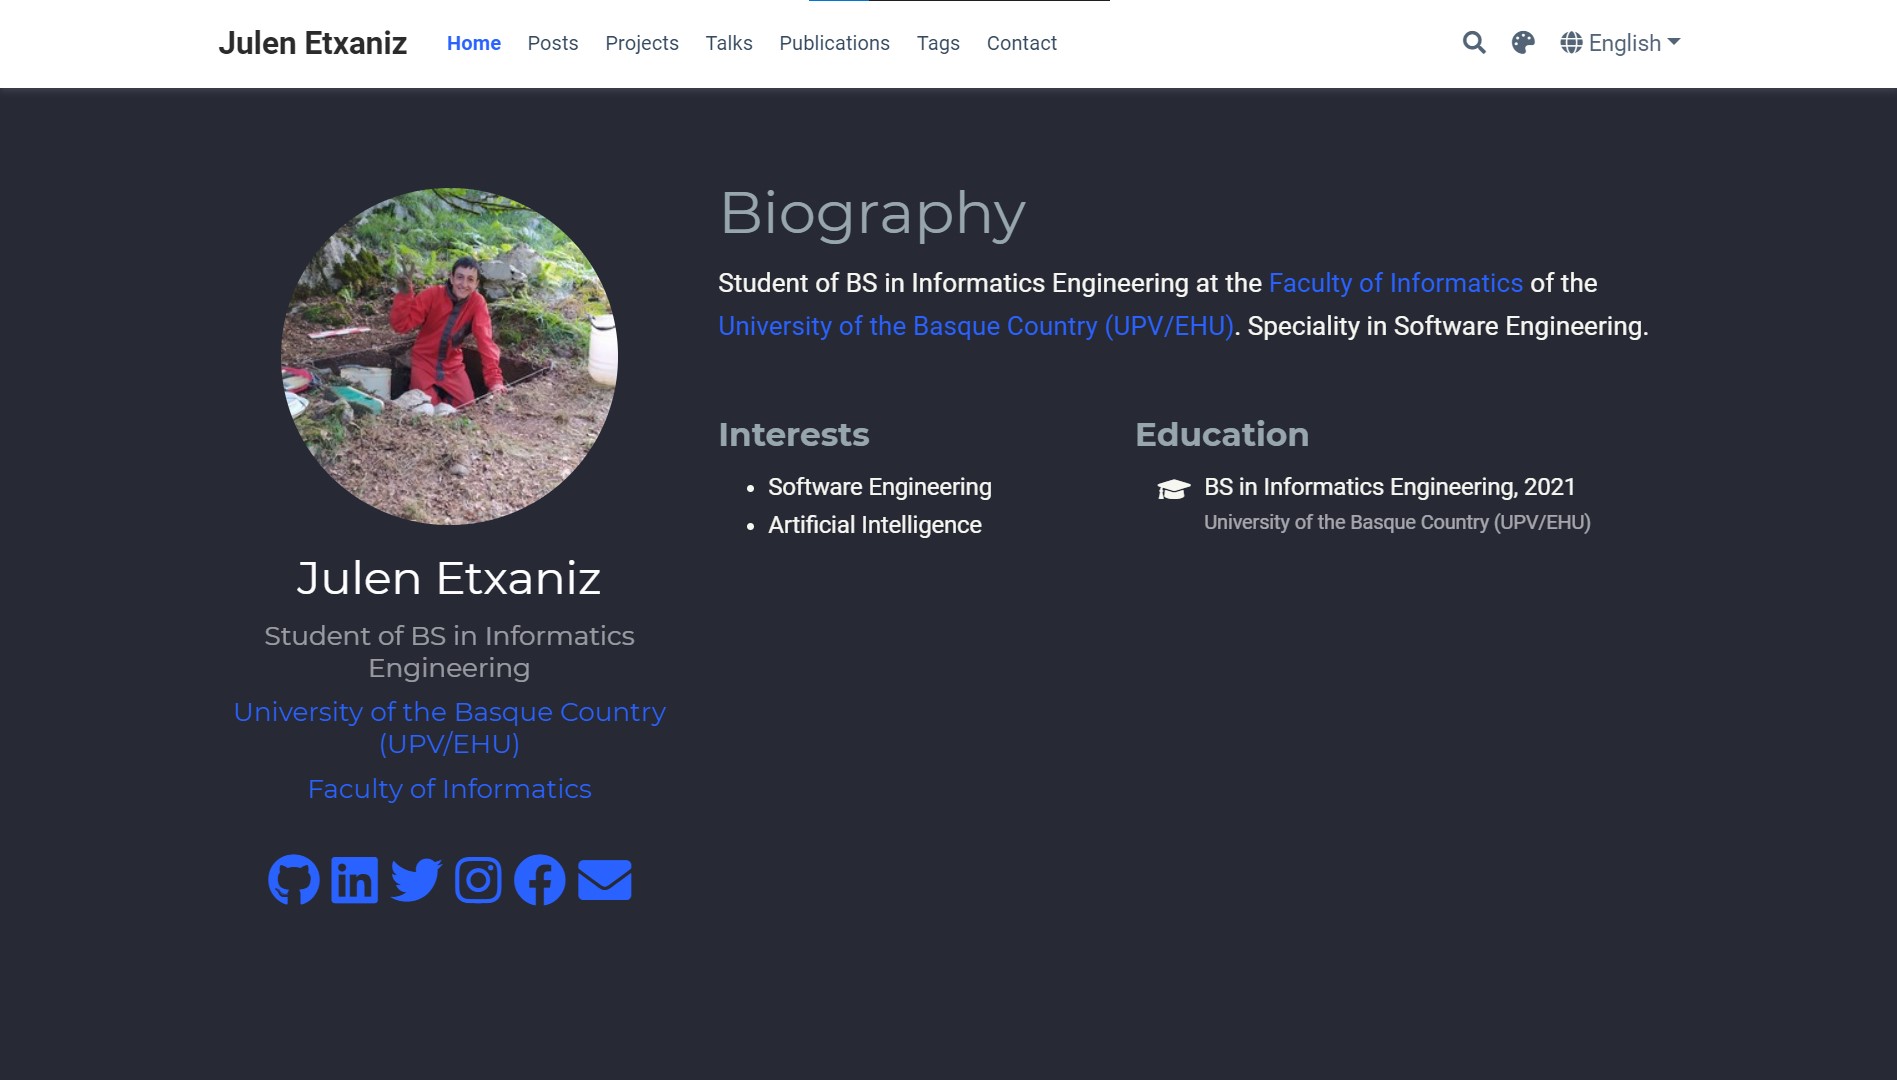 Julen Etxaniz
Home
Posts
Projects
Talks
Publications
Tags
Contact
English
Biography
Student of BS in Informatics Engineering at the Faculty of Informatics of the
University of the Basque Country (UPV/EHU). Speciality in Software Engineering.
Interests
Software Engineering
Artificial Intelligence
Education
BS in Informatics Engineering, 2021
University of the Basque Country (UPV/EHU)
Julen Etxaniz
Student of BS in Informatics
Engineering
University of the Basque Country
(UPV/EHU)
Faculty of Informatics